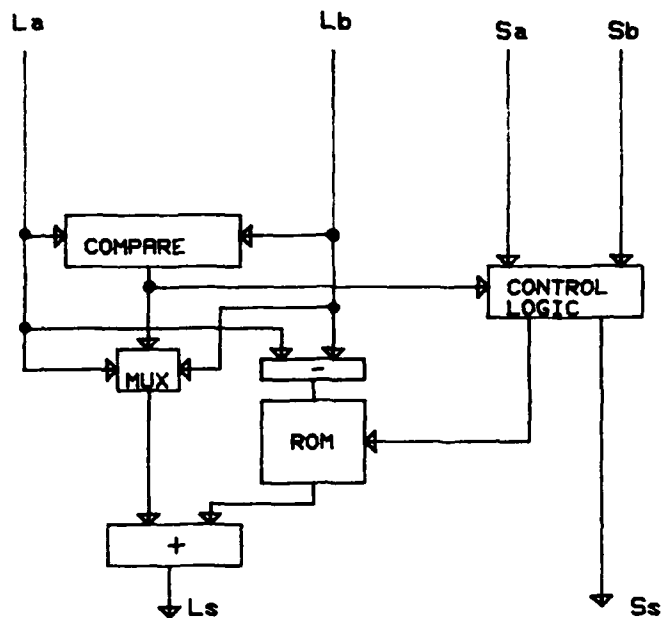 La Lb Sa Sb
COMPARE
CONTROL
LOGIC
MUX
-
ROM
+
Ls Ss